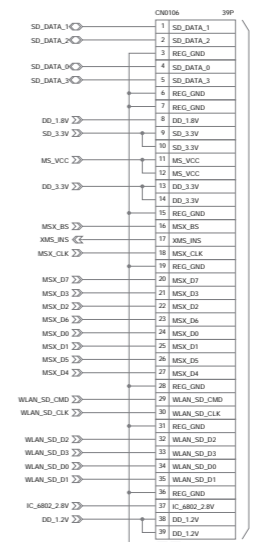 CN0106 39P
SD_DATA_1 1 SD_DATA_1
SD_DATA_2 2 SD_DATA_2
3 REG_GND
SD_DATA_0 4 SD_DATA_0
SD_DATA_3 5 SD_DATA_3
6 REG_GND
7 REG_GND
DD_1.8V 8 DD_1.8V
SD_3.3V 9 SD_3.3V
10 SD_3.3V
MS_VCC 11 MS_VCC
12 MS_VCC
DD_3.3V 13 DD_3.3V
14 DD_3.3V
15 REG_GND
MSX_BS 16 MSX_BS
XMS_INS 17 XMS_INS
MSX_CLK 18 MSX_CLK
19 REG_GND
MSX_D7 20 MSX_D7
MSX_D3 21 MSX_D3
MSX_D2 22 MSX_D2
MSX_D6 23 MSX_D6
MSX_D0 24 MSX_D0
MSX_D1 25 MSX_D1
MSX_D5 26 MSX_D5
MSX_D4 27 MSX_D4
28 REG_GND
WLAN_SD_CMD 29 WLAN_SD_CMD
WLAN_SD_CLK 30 WLAN_SD_CLK
31 REG_GND
WLAN_SD_D2 32 WLAN_SD_D2
WLAN_SD_D3 33 WLAN_SD_D3
WLAN_SD_D0 34 WLAN_SD_D0
WLAN_SD_D1 35 WLAN_SD_D1
36 REG_GND
IC_6802_2.8V 37 IC_6802_2.8V
DD_1.2V 38 DD_1.2V
39 DD_1.2V